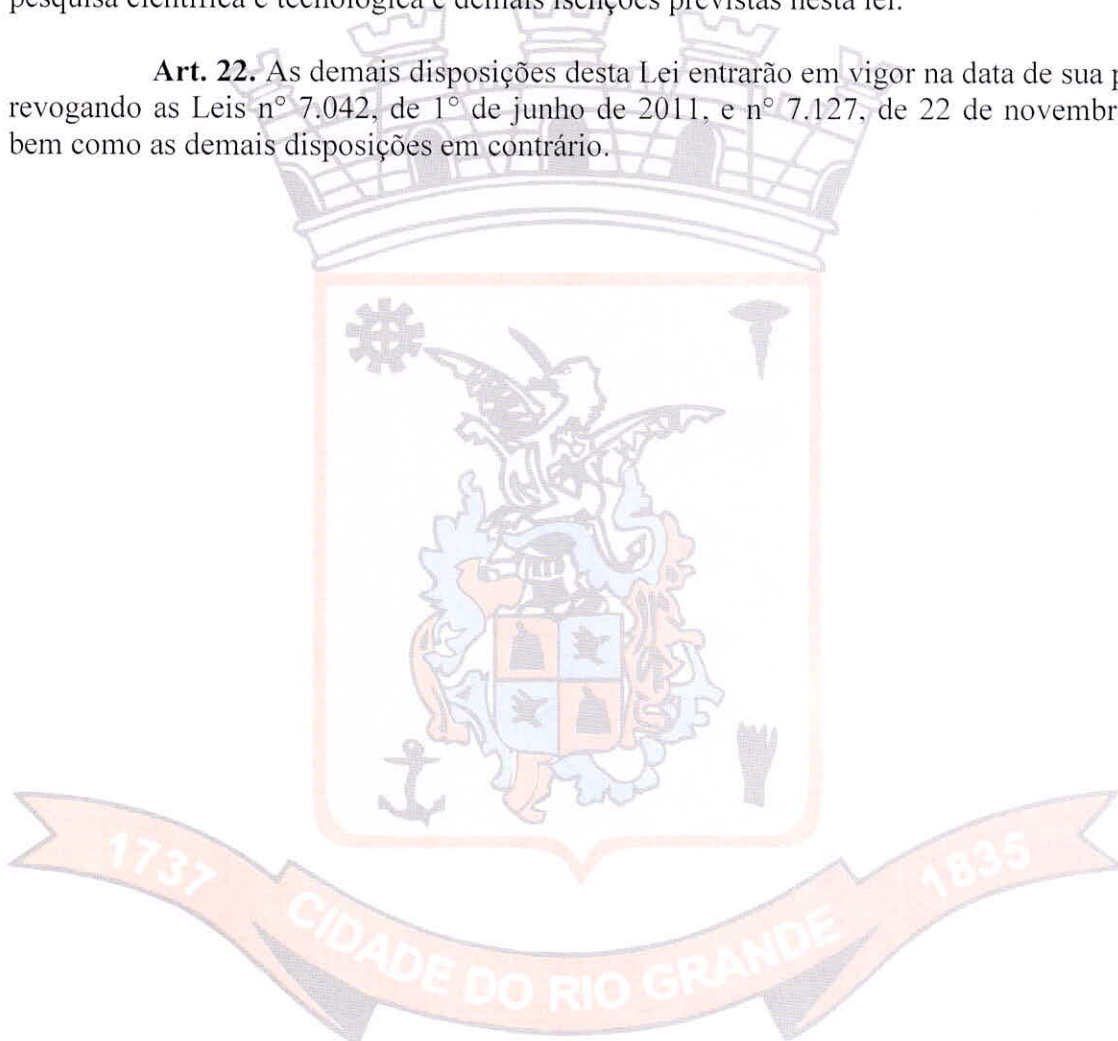 pesquisa científica e tecnológica e demais isenções previstas nesta lei.
Art. 22. As demais disposições desta Lei entrarão em vigor na data de sua p
revogando as Leis n° 7.042, de 1° de junho de 2011, e n° 7.127, de 22 de novembr
bem como as demais disposições em contrário.
1737 CIDADE DO RIO GRANDE 1835